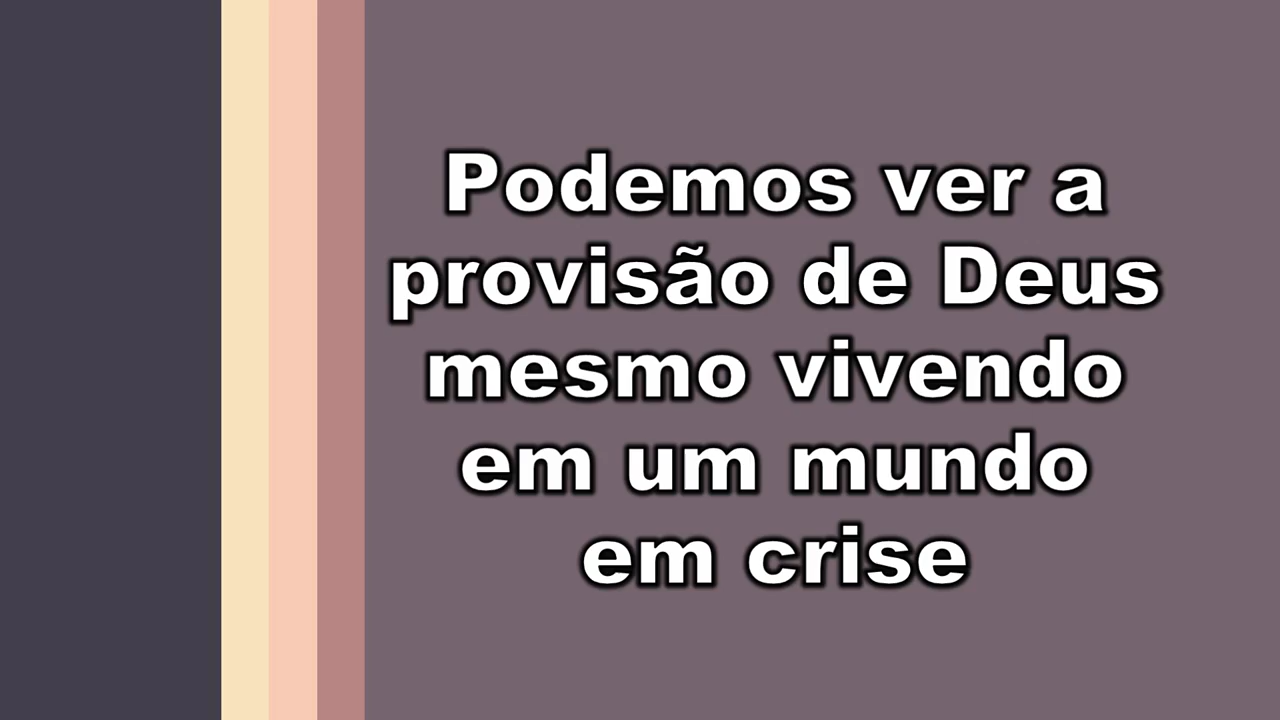 Podemos ver a
provisão de Deus
mesmo vivendo
em um mundo
em crise